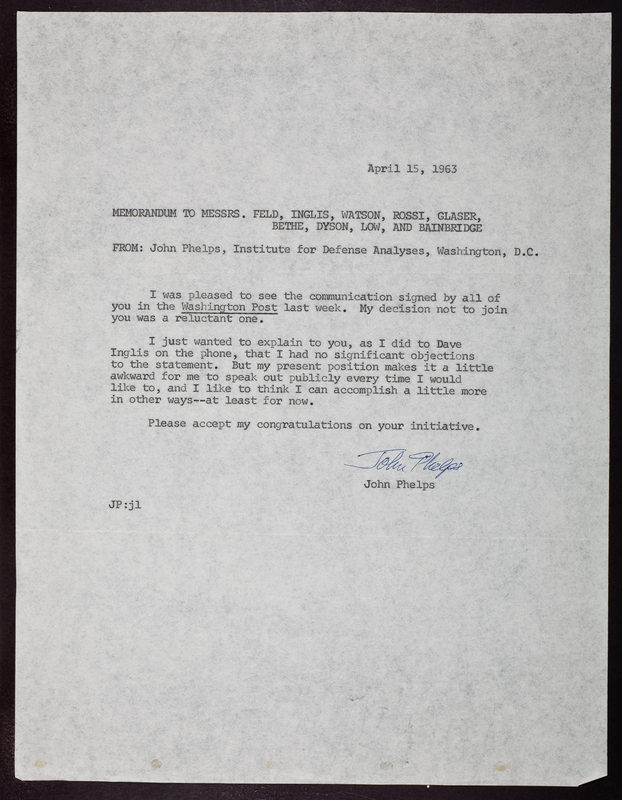 April 15, 1963
MEMORANDUM TO MESSRS. FELD, INGLIS, WATSON, ROSSI, GLASER,
BETHE, DYSON, LOW, AND BAINBRIDGE
FROM: John Phelps, Institute for Defense Analyses, Washington, D.C.
I was pleased to see the communication signed by all of
you in the Washington Post last week. My decision not to join
you was a reluctant one.
I just wanted to explain to you, as I did to Dave
Inglis on the phone, that I had no significant objections
to the statement. But my present position makes it a little
awkward for me to speak out publicly every time I would
like to, and I like to think I can accomplish a little more
in other ways--at least for now.
Please accept my congratulations on your initiative.
John Phelps
John Phelps
JP:jl